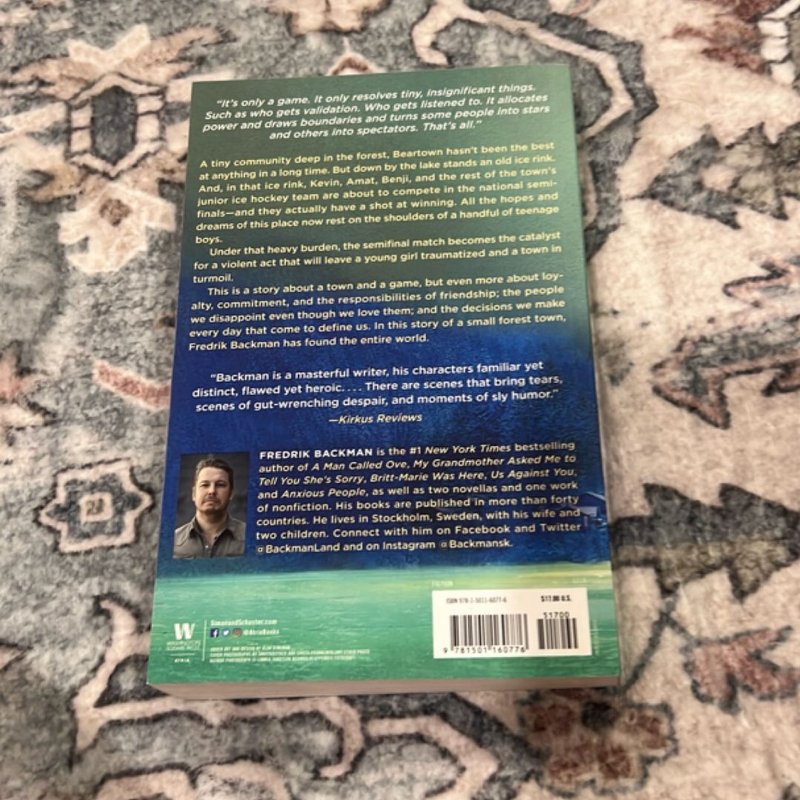 “It’s only a game. It only resolves tiny, insignificant things.
Such as who gets validation. Who gets listened to. It allocates
power and draws boundaries and turns some people into stars
and others into spectators. That’s all.”
A tiny community deep in the forest, Beartown hasn’t been the best
at anything in a long time. But down by the lake stands an old ice rink.
And, in that ice rink, Kevin, Amat, Benji, and the rest of the town’s
junior ice hockey team are about to compete in the national semi-
finals—and they actually have a shot at winning. All the hopes and
dreams of this place now rest on the shoulders of a handful of teenage
boys.
Under that heavy burden, the semifinal match becomes the catalyst
for a violent act that will leave a young girl traumatized and a town in
turmoil.
This is a story about a town and a game, but even more about loy-
alty, commitment, and the responsibilities of friendship; the people
we disappoint even though we love them; and the decisions we make
every day that come to define us. In this story of a small forest town,
Fredrik Backman has found the entire world.
“Backman is a masterful writer, his characters familiar yet
distinct, flawed yet heroic. . . . There are scenes that bring tears,
scenes of gut-wrenching despair, and moments of sly humor.”
—Kirkus Reviews
FREDRIK BACKMAN is the #1 New York Times bestselling
author of A Man Called Ove, My Grandmother Asked Me to
Tell You She’s Sorry, Britt-Marie Was Here, Us Against You,
and Anxious People, as well as two novellas and one work
of nonfiction. His books are published in more than forty
countries. He lives in Stockholm, Sweden, with his wife and
two children. Connect with him on Facebook and Twitter
@BackmanLand and on Instagram @Backmansk.
FICTION
W
WASHINGTON
SQUARE PRESS
SimonandSchuster.com
@AtriaBooks
ISBN 978-1-5011-6077-6
$17.00 U.S.
51700
9 781501 160776